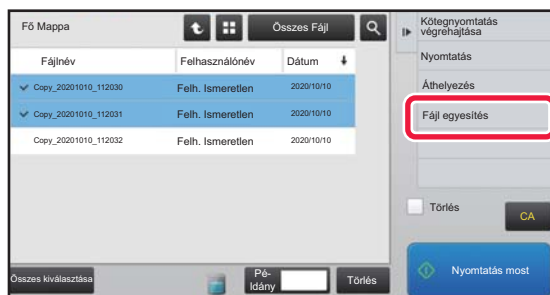 Fő Mappa
Összes Fájl
Fájlnév Felhasználónév Dátum
Copy_20201010_112030 Felh. Ismeretlen 2020/10/10
Copy_20201010_112031 Felh. Ismeretlen 2020/10/10
Copy_20201010_112032 Felh. Ismeretlen 2020/10/10
Összes kiválasztása
Pé-
ldány
Törlés
Kötegnyomtatás
végrehajtása
Nyomtatás
Áthelyezés
Fájl egyesítés
Törlés
CA
Nyomtatás most